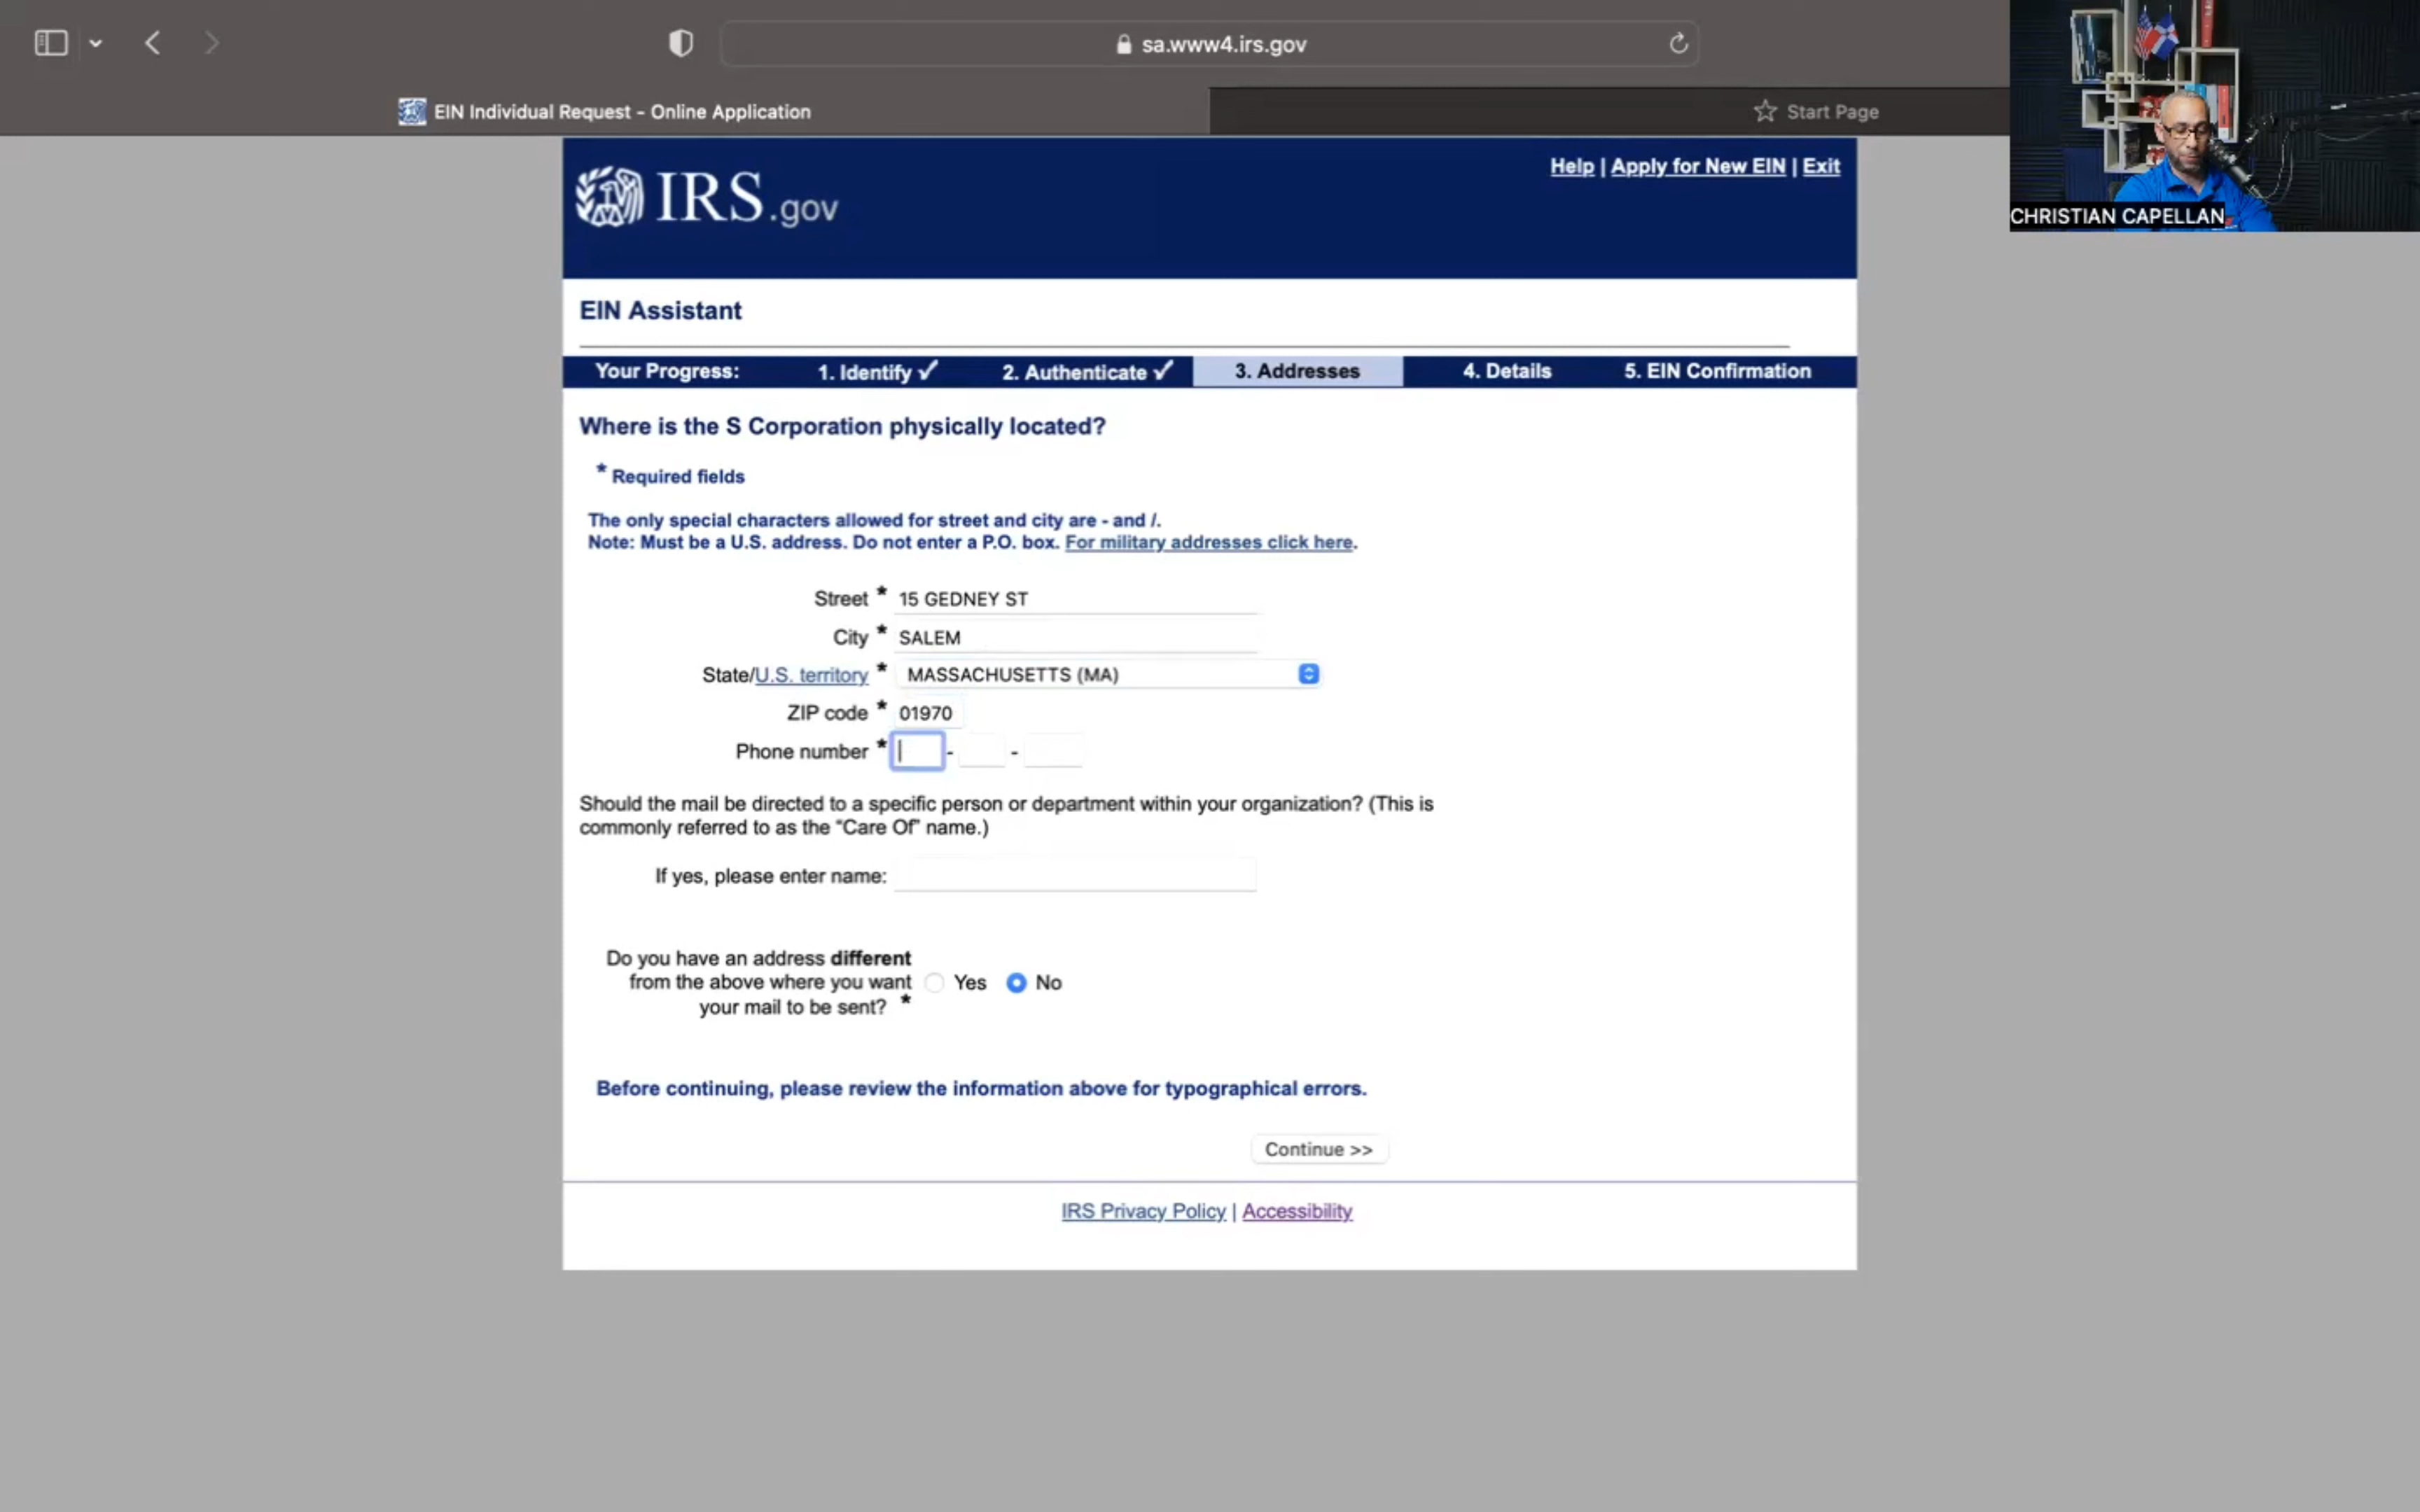 sa.www4.irs.gov
EIN Individual Request - Online Application
Start Page
CHRISTIAN CAPELLAN
Help | Apply for New EIN | Exit
IRS.gov
EIN Assistant
Your Progress: 1. Identify ✓ 2. Authenticate ✓ 3. Addresses 4. Details 5. EIN Confirmation
Where is the S Corporation physically located?
* Required fields
The only special characters allowed for street and city are - and /.
Note: Must be a U.S. address. Do not enter a P.O. box. For military addresses click here.
Street * 15 GEDNEY ST
City * SALEM
State/U.S. territory * MASSACHUSETTS (MA)
ZIP code * 01970
Phone number * - -
Should the mail be directed to a specific person or department within your organization? (This is
commonly referred to as the “Care Of” name.)
If yes, please enter name:
Do you have an address different
from the above where you want
your mail to be sent? *
Yes No
Before continuing, please review the information above for typographical errors.
Continue >>
IRS Privacy Policy | Accessibility